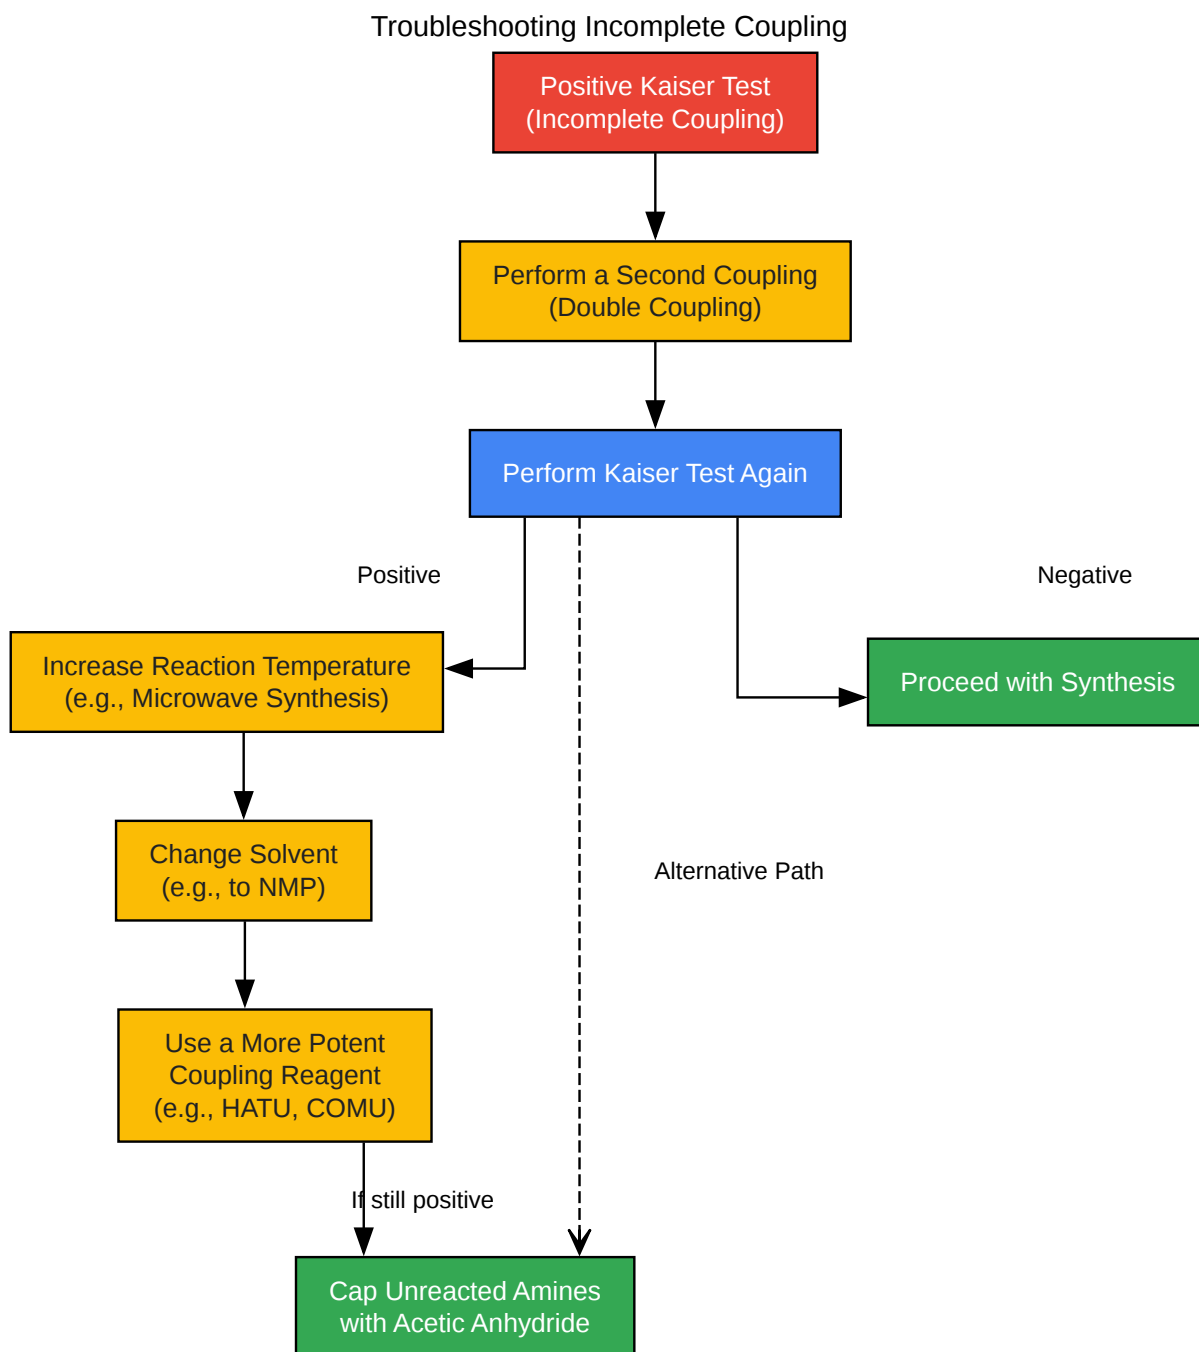 Troubleshooting Incomplete Coupling
Positive Kaiser Test
(Incomplete Coupling)
Perform a Second Coupling
(Double Coupling)
Perform Kaiser Test Again
Positive
Negative
Increase Reaction Temperature
(e.g., Microwave Synthesis)
Proceed with Synthesis
Change Solvent
(e.g., to NMP)
Alternative Path
Use a More Potent
Coupling Reagent
(e.g., HATU, COMU)
If still positive
Cap Unreacted Amines
with Acetic Anhydride